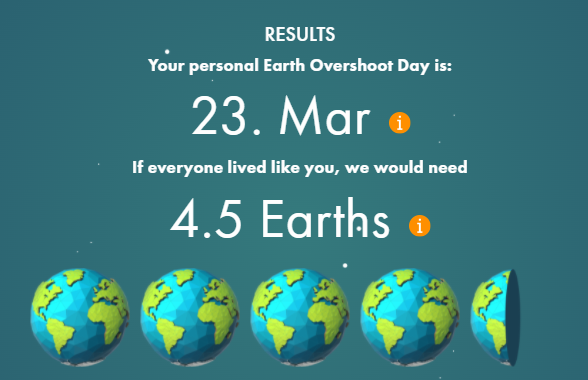 RESULTS
Your personal Earth Overshoot Day is:
23. Mar i
If everyone lived like you, we would need
4.5 Earths i